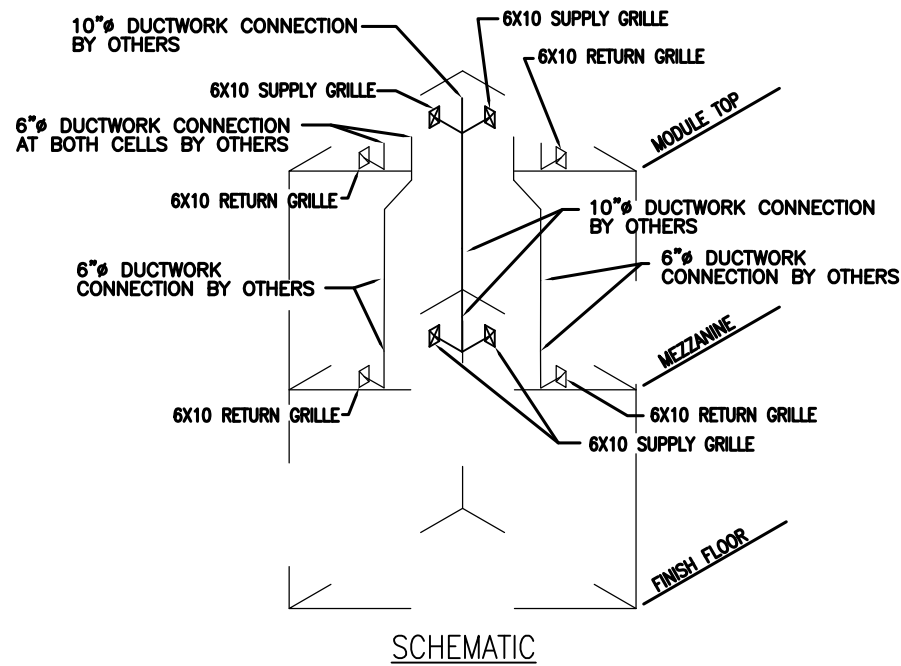 10"ø DUCTWORK CONNECTION
BY OTHERS
6X10 SUPPLY GRILLE
6X10 RETURN GRILLE
6X10 SUPPLY GRILLE
MODULE TOP
6"ø DUCTWORK CONNECTION
AT BOTH CELLS BY OTHERS
6X10 RETURN GRILLE
10"ø DUCTWORK CONNECTION
BY OTHERS
6"ø DUCTWORK
CONNECTION BY OTHERS
6"ø DUCTWORK
CONNECTION BY OTHERS
MEZZANINE
6X10 RETURN GRILLE
6X10 RETURN GRILLE
6X10 SUPPLY GRILLE
FINISH FLOOR
SCHEMATIC